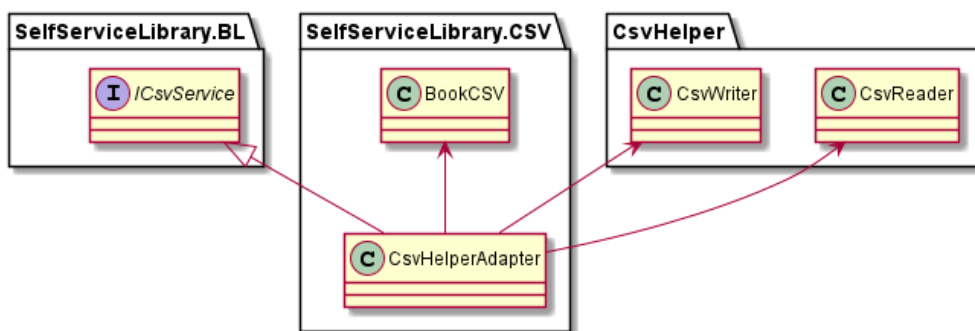 SelfServiceLibrary.BL
SelfServiceLibrary.CSV
CsvHelper
I ICsvService
C BookCSV
C CsvWriter
C CsvReader
C CsvHelperAdapter